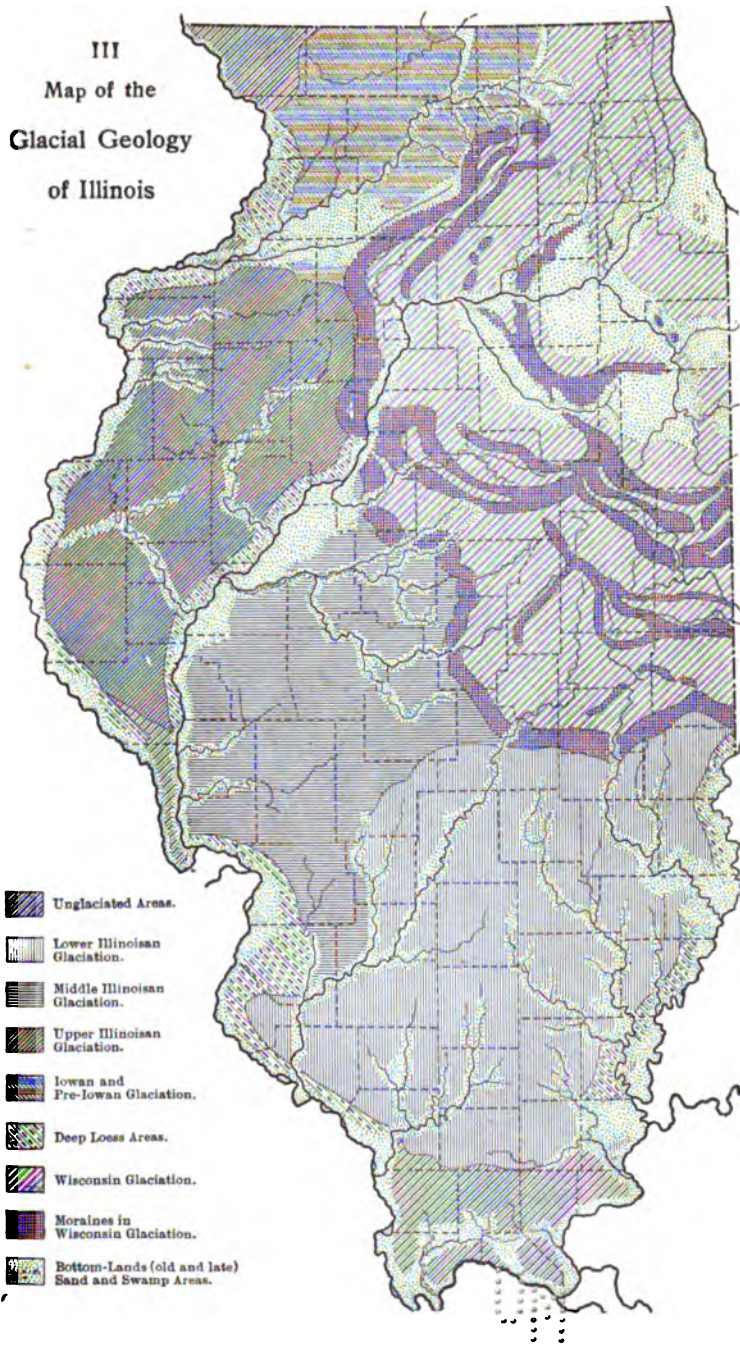 III
Map of the
Glacial Geology
of Illinois
Unglaciated Areas.
Lower Illinoisan
Glaciation.
Middle Illinoisan
Glaciation.
Upper Illinoisan
Glaciation.
Iowan and
Pre-Iowan Glaciation.
Deep Loess Areas.
Wisconsin Glaciation.
Moraines in
Wisconsin Glaciation.
Bottom-Lands (old and late)
Sand and Swamp Areas.